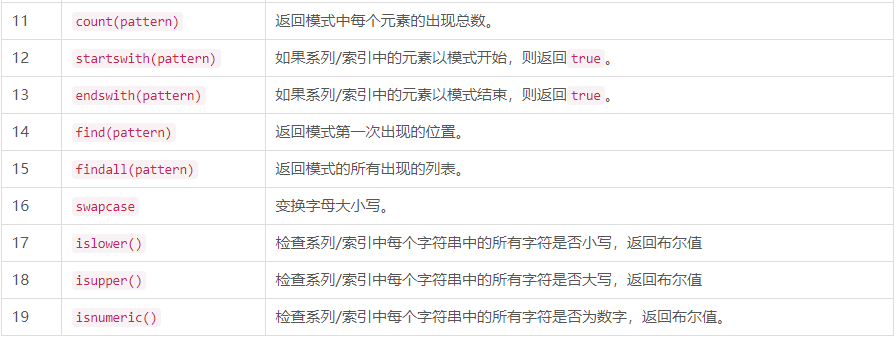 11 count(pattern) 返回模式中每个元素的出现总数。
12 startswith(pattern) 如果系列/索引中的元素以模式开始，则返回true。
13 endswith(pattern) 如果系列/索引中的元素以模式结束，则返回true。
14 find(pattern) 返回模式第一次出现的位置。
15 findall(pattern) 返回模式的所有出现的列表。
16 swapcase 变换字母大小写。
17 islower() 检查系列/索引中每个字符串中的所有字符是否小写，返回布尔值
18 isupper() 检查系列/索引中每个字符串中的所有字符是否大写，返回布尔值
19 isnumeric() 检查系列/索引中每个字符串中的所有字符是否为数字，返回布尔值。